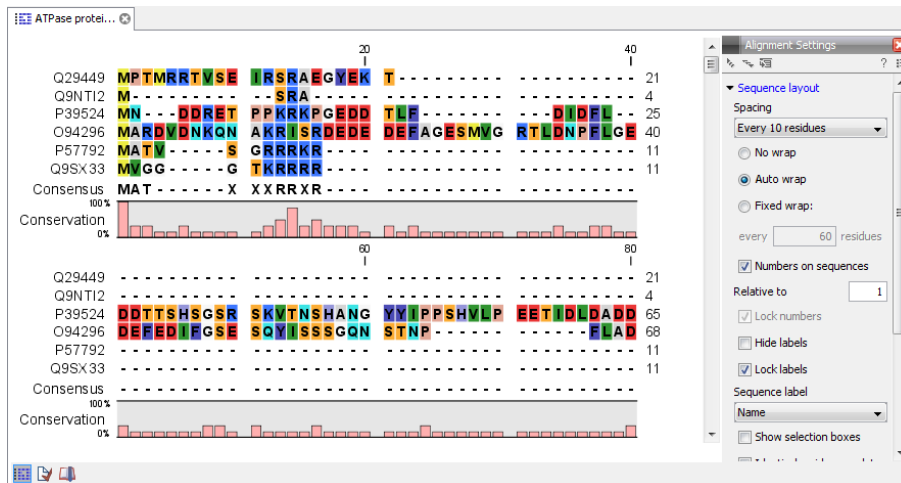 ATPase protei...
20 40
Q29449 MPTMRRTVSE IRSRAEGYEK T - - - - - - - - - - - - - - - - - - - 21
Q9NTI2 M - - - - - - - - - - - - SRA - - - - - - - - - - - - - - - - - - - - - - - - 4
P39524 MN - - - DDRET PPKRKPGEDD TLF - - - - - - - - - - - DIDFL - 25
O94296 MARDVDNKQN AKRISRDEDE DEFAGESMVG RTLDNPFLGE 40
P57792 MATV - - - - - S GRRRKR - - - - - - - - - - - - - - - - - - - - - - - - 11
Q9SX33 MVGG - - - - - G TKRRRR - - - - - - - - - - - - - - - - - - - - - - - - 11
Consensus MAT - - - - - - X XXRRXR - - - - - - - - - - - - - - - - - - - - - - - -
100%
Conservation
0%
60 80
Q29449 - - - - - - - - - - - - - - - - - - - - - - - - - - - - - - - - - - - - - - - - 21
Q9NTI2 - - - - - - - - - - - - - - - - - - - - - - - - - - - - - - - - - - - - - - - - 4
P39524 DDTTSHSGSR SKVTNSHANG YYIPPSHVLP EETIDLDADD 65
O94296 DEFEDIFGSE SQYISSSGQN STNP - - - - - - - - - - - - FLAD 68
P57792 - - - - - - - - - - - - - - - - - - - - - - - - - - - - - - - - - - - - - - - - 11
Q9SX33 - - - - - - - - - - - - - - - - - - - - - - - - - - - - - - - - - - - - - - - - 11
Consensus - - - - - - - - - - - - - - - - - - - - - - - - - - - - - - - - - - - - - - - -
100%
Conservation
0%
Alignment Settings
?
Sequence layout
Spacing
Every 10 residues
No wrap
Auto wrap
Fixed wrap:
every 60 residues
Numbers on sequences
Relative to 1
Lock numbers
Hide labels
Lock labels
Sequence label
Name
Show selection boxes